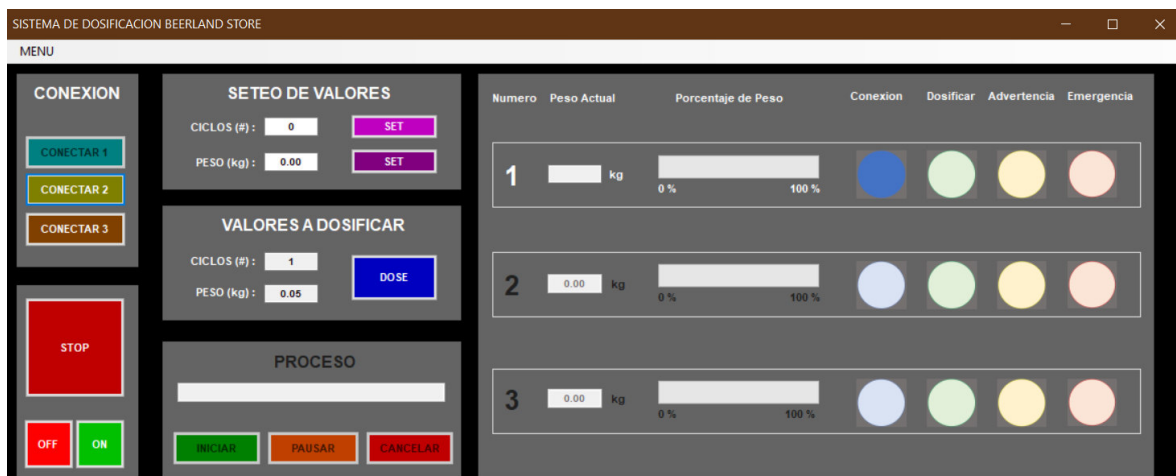 SISTEMA DE DOSIFICACION BEERLAND STORE
MENU
CONEXION
CONECTAR 1
CONECTAR 2
CONECTAR 3
STOP
OFF ON
SETEO DE VALORES
CICLOS (#) : 0 SET
PESO (kg) : 0.00 SET
VALORES A DOSIFICAR
CICLOS (#) : 1
DOSE
PESO (kg) : 0.05
PROCESO
INICIAR PAUSAR CANCELAR
Numero Peso Actual Porcentaje de Peso Conexion Dosificar Advertencia Emergencia
1 kg
0 % 100 %
2 0.00 kg
0 % 100 %
3 0.00 kg
0 % 100 %